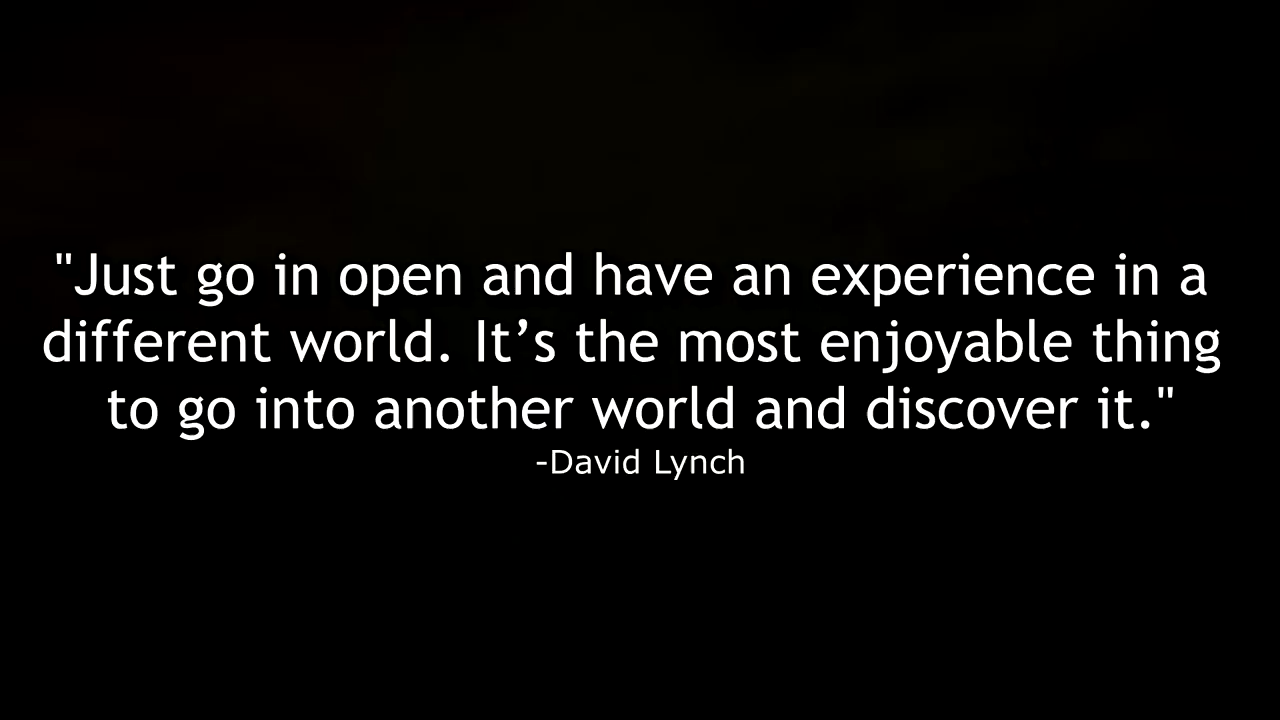 "Just go in open and have an experience in a
different world. It’s the most enjoyable thing
to go into another world and discover it."
-David Lynch